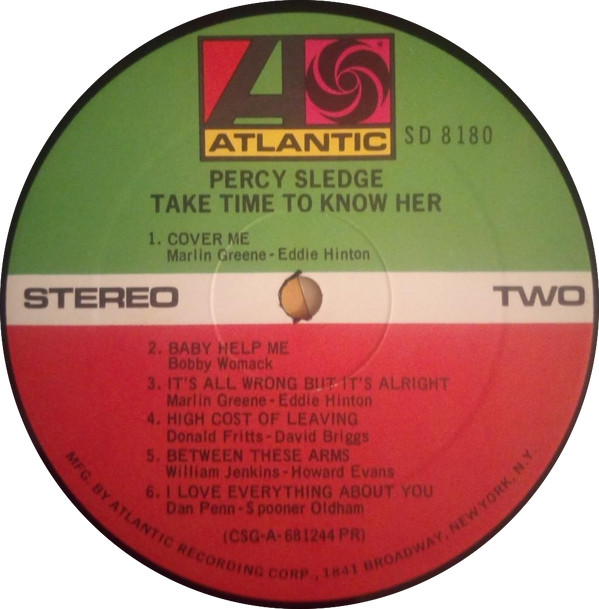 ATLANTIC
SD 8180
PERCY SLEDGE
TAKE TIME TO KNOW HER
1. COVER ME
Marlin Greene - Eddie Hinton
STEREO
TWO
2. BABY HELP ME
Bobby Womack
3. IT'S ALL WRONG BUT IT'S ALRIGHT
Marlin Greene - Eddie Hinton
4. HIGH COST OF LEAVING
Donald Fritts - David Briggs
5. BETWEEN THESE ARMS
William Jenkins - Howard Evans
6. I LOVE EVERYTHING ABOUT YOU
Dan Penn - Spooner Oldham
(CSG-A-681244 PR)
MFG. BY ATLANTIC RECORDING CORP., 1841 BROADWAY, NEW YORK, N.Y.